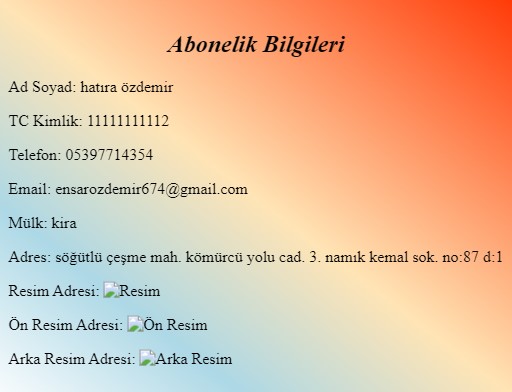 Abonelik Bilgileri
Ad Soyad: hatıra özdemir
TC Kimlik: 11111111112
Telefon: 05397714354
Email: ensarozdemir674@gmail.com
Mülk: kira
Adres: söğütlü çeşme mah. kömürcü yolu cad. 3. namık kemal sok. no:87 d:1
Resim Adresi: Resim
Ön Resim Adresi: Ön Resim
Arka Resim Adresi: Arka Resim